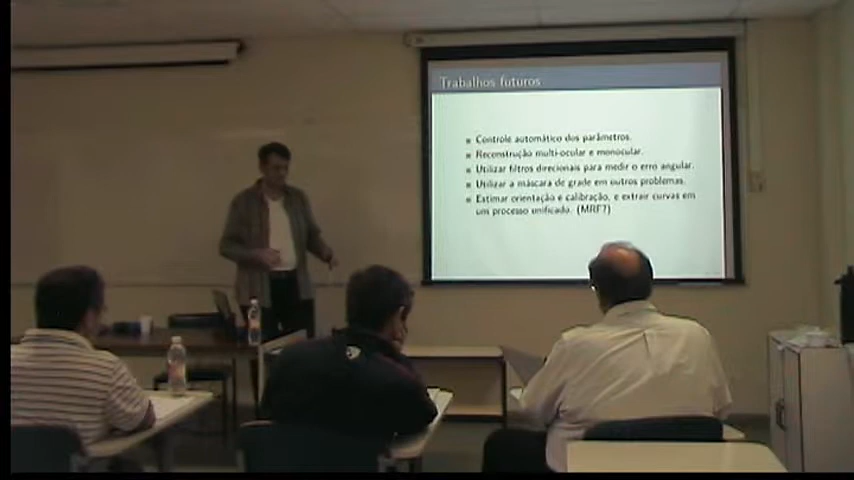 Trabalhos futuros
Controle automático dos parâmetros.
Reconstrução multi-ocular e monocular.
Utilizar filtros direcionais para medir o erro angular.
Utilizar a máscara de grade em outros problemas.
Estimar orientação e calibração, e extrair curvas em
um processo unificado. (MRF?)